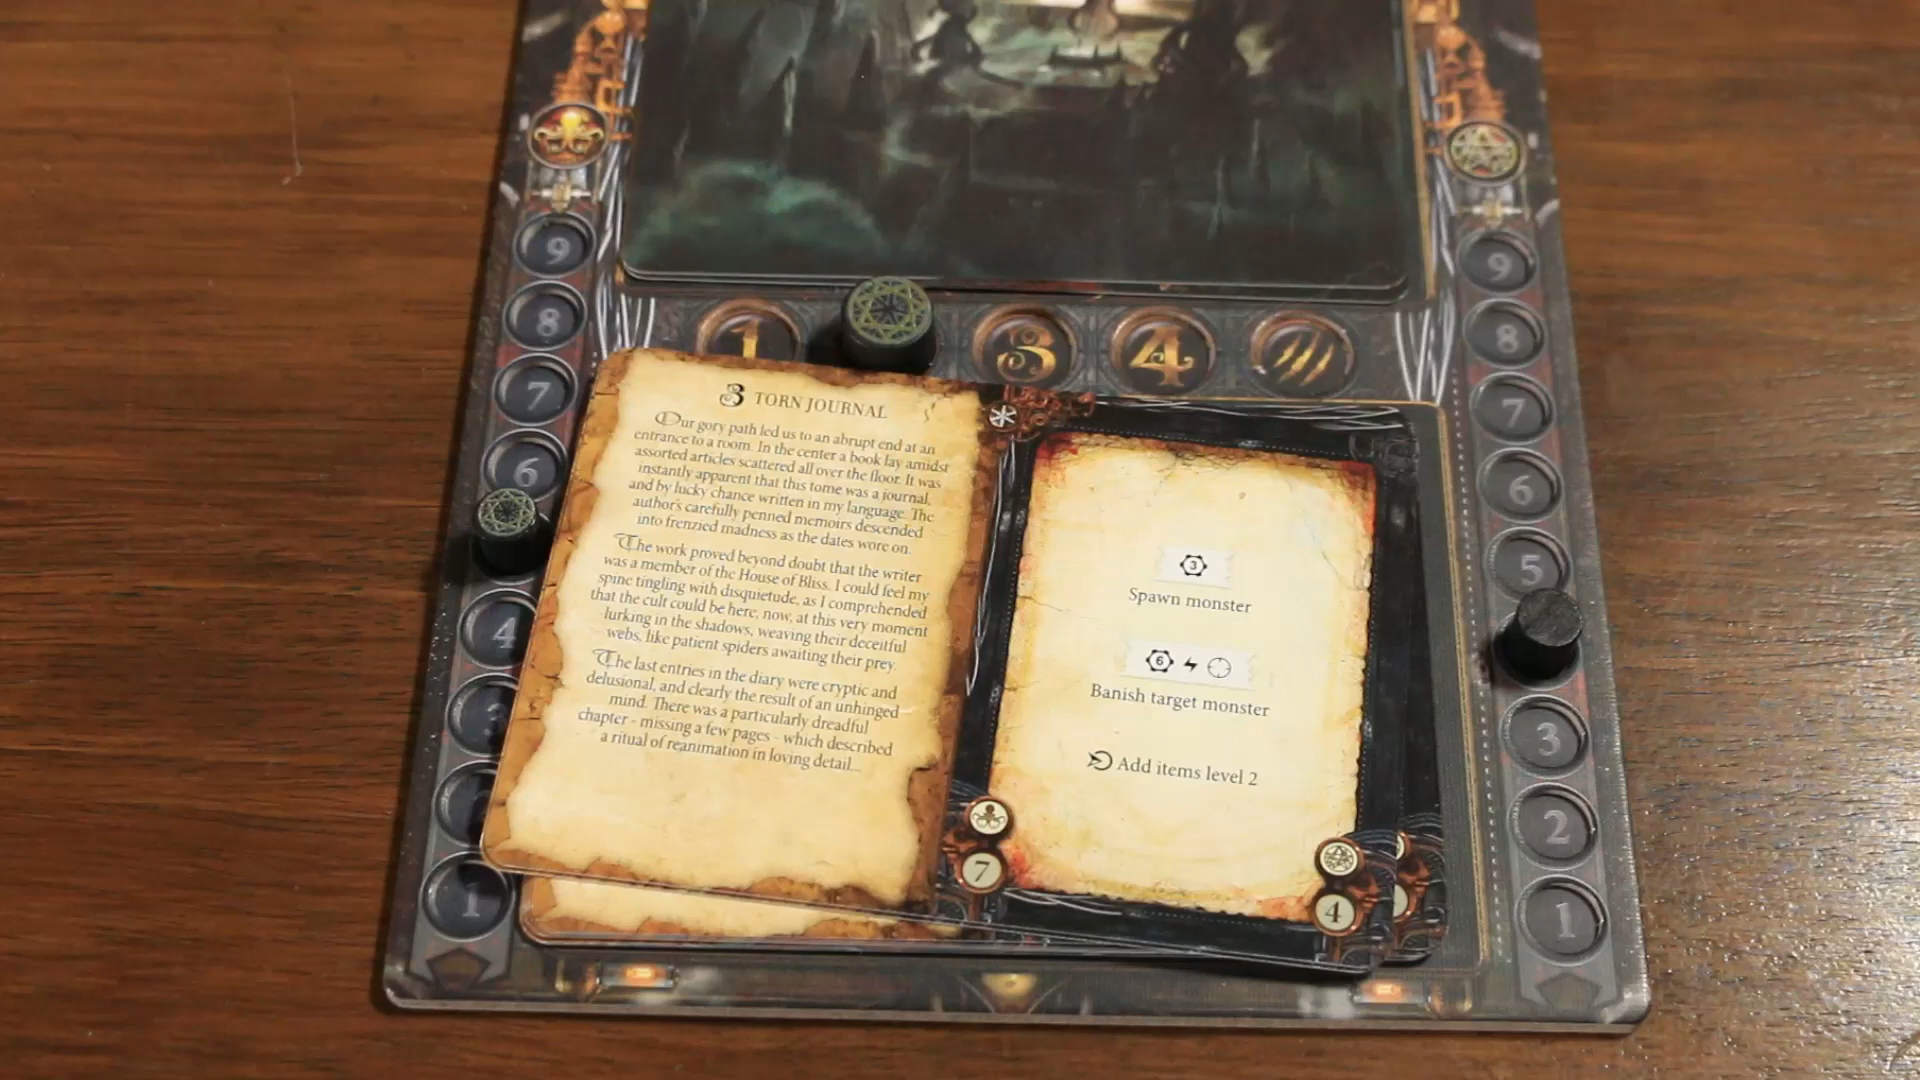 9
8
7
6
4
3
1
1
3
4
9
8
7
6
5
3
2
1
3 TORN JOURNAL
Our gory path led us to an abrupt end at an
entrance to a room. In the center a book lay amidst
assorted articles scattered all over the floor. It was
instantly apparent that this tome was a journal,
and by lucky chance written in my language. The
author's carefully penned memoirs descended
into frenzied madness as the dates wore on.
The work proved beyond doubt that the writer
was a member of the House of Bliss. I could feel my
spine tingling with disquietude, as I comprehended
that the cult could be here, now, at this very moment
lurking in the shadows, weaving their deceitful
webs, like patient spiders awaiting their prey.
The last entries in the diary were cryptic and
delusional, and clearly the result of an unhinged
mind. There was a particularly dreadful
chapter - missing a few pages - which described
a ritual of reanimation in loving detail...
3
Spawn monster
6
Banish target monster
Add items level 2
7
4